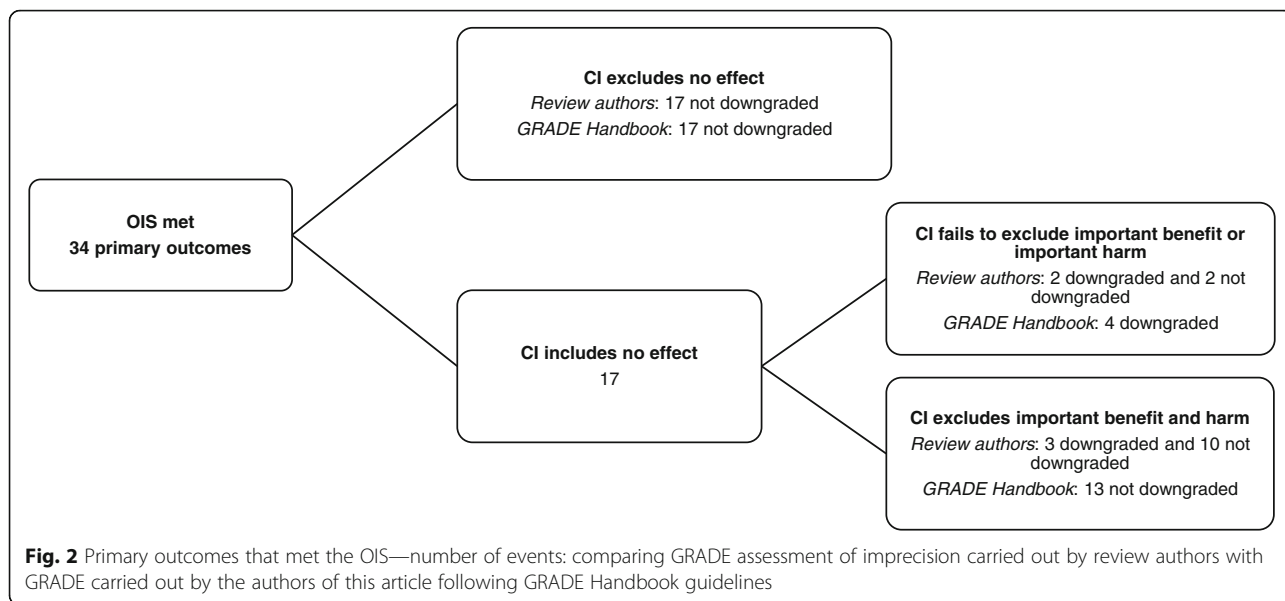 CI excludes no effect
Review authors: 17 not downgraded
GRADE Handbook: 17 not downgraded
OIS met
34 primary outcomes
CI includes no effect
17
CI fails to exclude important benefit or
important harm
Review authors: 2 downgraded and 2 not
downgraded
GRADE Handbook: 4 downgraded
CI excludes important benefit and harm
Review authors: 3 downgraded and 10 not
downgraded
GRADE Handbook: 13 not downgraded
Fig. 2 Primary outcomes that met the OIS—number of events: comparing GRADE assessment of imprecision carried out by review authors with
GRADE carried out by the authors of this article following GRADE Handbook guidelines